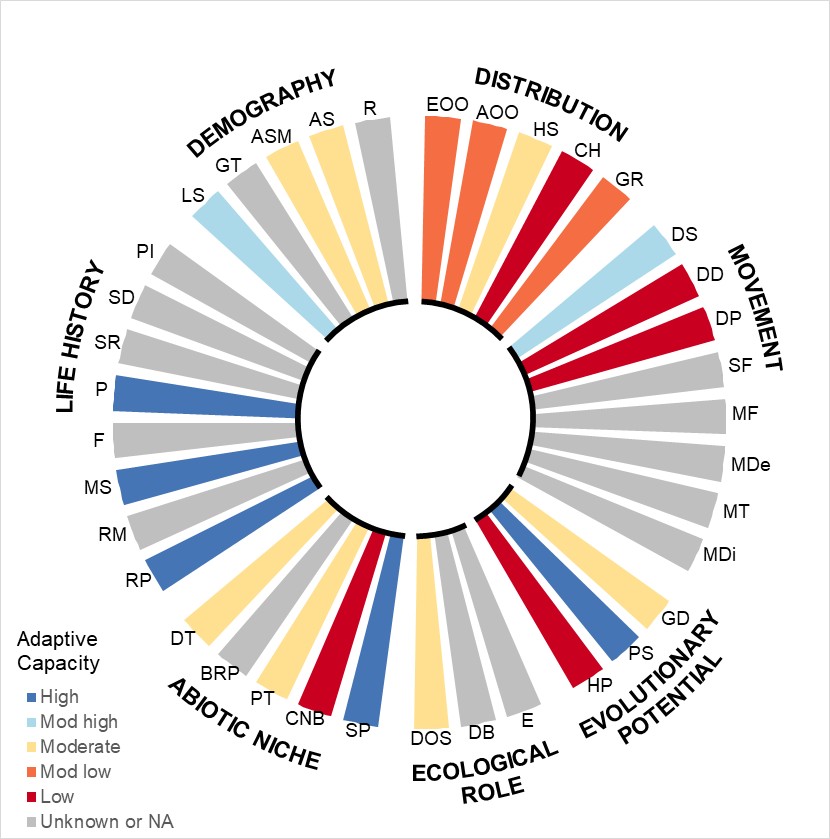 DISTRIBUTION
EOO
AOO
HS
CH
GR
MOVEMENT
DS
DD
DP
SF
MF
MDe
MT
MDi
EVOLUTIONARY
POTENTIAL
GD
PS
HP
ECOLOGICAL
ROLE
E
DB
DOS
ABIOTIC NICHE
SP
CNB
PT
BRP
DT
LIFE HISTORY
RP
RM
MS
F
P
SR
SD
PI
DEMOGRAPHY
LS
GT
ASM
AS
R
Adaptive
Capacity
High
Mod high
Moderate
Mod low
Low
Unknown or NA